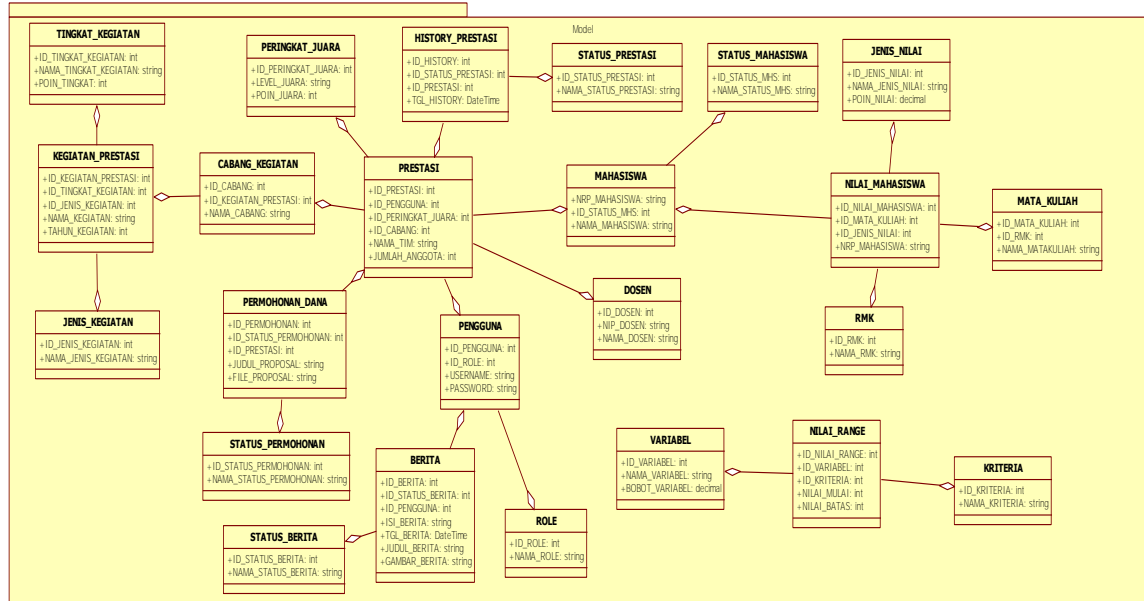 Model
TINGKAT_KEGIATAN
+ID_TINGKAT_KEGIATAN: int
+NAMA_TINGKAT_KEGIATAN: string
+POIN_TINGKAT: int
PERINGKAT_JUARA
+ID_PERINGKAT_JUARA: int
+LEVEL_JUARA: string
+POIN_JUARA: int
HISTORY_PRESTASI
+ID_HISTORY: int
+ID_STATUS_PRESTASI: int
+ID_PRESTASI: int
+TGL_HISTORY: DateTime
STATUS_PRESTASI
+ID_STATUS_PRESTASI: int
+NAMA_STATUS_PRESTASI: string
STATUS_MAHASISWA
+ID_STATUS_MHS: int
+NAMA_STATUS_MHS: string
JENIS_NILAI
+ID_JENIS_NILAI: int
+NAMA_JENIS_NILAI: string
+POIN_NILAI: decimal
KEGIATAN_PRESTASI
+ID_KEGIATAN_PRESTASI: int
+ID_TINGKAT_KEGIATAN: int
+ID_JENIS_KEGIATAN: int
+NAMA_KEGIATAN: string
+TAHUN_KEGIATAN: int
CABANG_KEGIATAN
+ID_CABANG: int
+ID_KEGIATAN_PRESTASI: int
+NAMA_CABANG: string
PRESTASI
+ID_PRESTASI: int
+ID_PENGGUNA: int
+ID_PERINGKAT_JUARA: int
+ID_CABANG: int
+NAMA_TIM: string
+JUMLAH_ANGGOTA: int
MAHASISWA
+NRP_MAHASISWA: string
+ID_STATUS_MHS: int
+NAMA_MAHASISWA: string
NILAI_MAHASISWA
+ID_NILAI_MAHASISWA: int
+ID_MATA_KULIAH: int
+ID_JENIS_NILAI: int
+NRP_MAHASISWA: string
MATA_KULIAH
+ID_MATA_KULIAH: int
+ID_RMK: int
+NAMA_MATAKULIAH: string
JENIS_KEGIATAN
+ID_JENIS_KEGIATAN: int
+NAMA_JENIS_KEGIATAN: string
PERMOHONAN_DANA
+ID_PERMOHONAN: int
+ID_STATUS_PERMOHONAN: int
+ID_PRESTASI: int
+JUDUL_PROPOSAL: string
+FILE_PROPOSAL: string
PENGGUNA
+ID_PENGGUNA: int
+ID_ROLE: int
+USERNAME: string
+PASSWORD: string
DOSEN
+ID_DOSEN: int
+NIP_DOSEN: string
+NAMA_DOSEN: string
RMK
+ID_RMK: int
+NAMA_RMK: string
STATUS_PERMOHONAN
+ID_STATUS_PERMOHONAN: int
+NAMA_STATUS_PERMOHONAN: string
BERITA
+ID_BERITA: int
+ID_STATUS_BERITA: int
+ID_PENGGUNA: int
+ISI_BERITA: string
+TGL_BERITA: DateTime
+JUDUL_BERITA: string
+GAMBAR_BERITA: string
VARIABEL
+ID_VARIABEL: int
+NAMA_VARIABEL: string
+BOBOT_VARIABEL: decimal
NILAI_RANGE
+ID_NILAI_RANGE: int
+ID_VARIABEL: int
+ID_KRITERIA: int
+NILAI_MULAI: int
+NILAI_BATAS: int
KRITERIA
+ID_KRITERIA: int
+NAMA_KRITERIA: string
STATUS_BERITA
+ID_STATUS_BERITA: int
+NAMA_STATUS_BERITA: string
ROLE
+ID_ROLE: int
+NAMA_ROLE: string